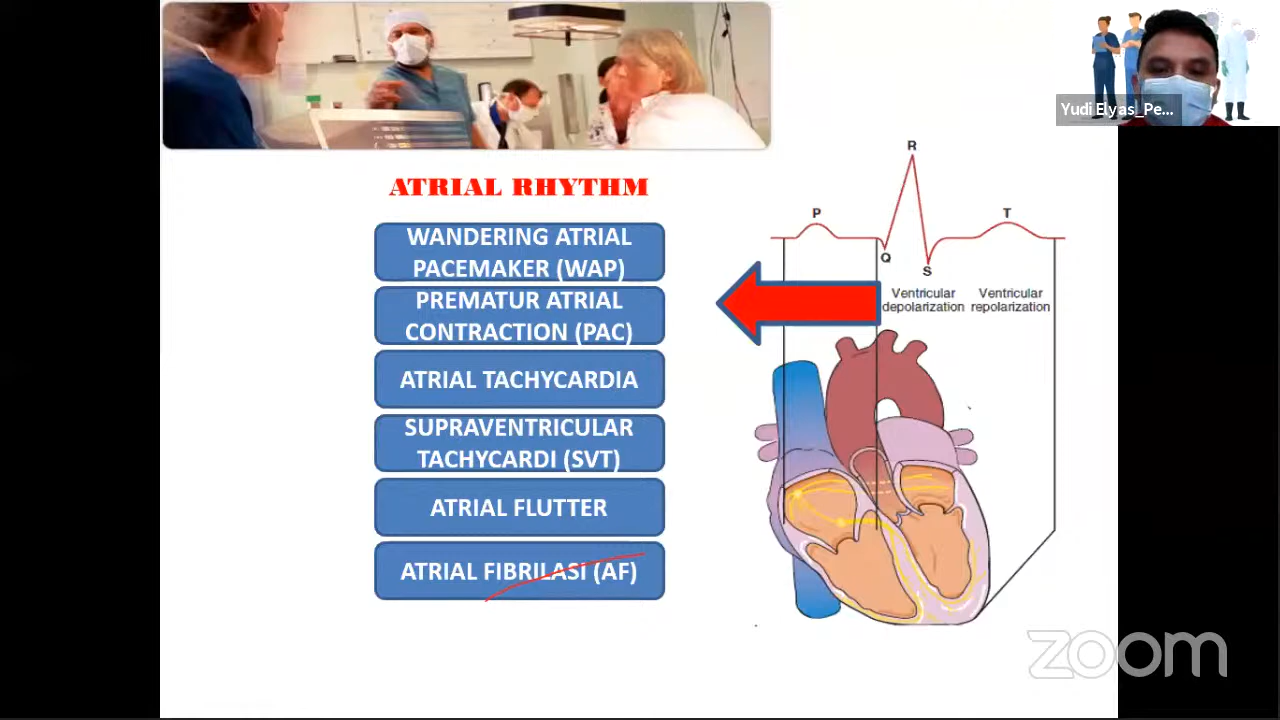 Yudi Elyas_Pe...
ATRIAL RHYTHM
WANDERING ATRIAL
PACEMAKER (WAP)
PREMATUR ATRIAL
CONTRACTION (PAC)
ATRIAL TACHYCARDIA
SUPRAVENTRICULAR
TACHYCARDI (SVT)
ATRIAL FLUTTER
ATRIAL FIBRILASI (AF)
R
P
T
Q
S
Ventricular
depolarization
Ventricular
repolarization
zoom